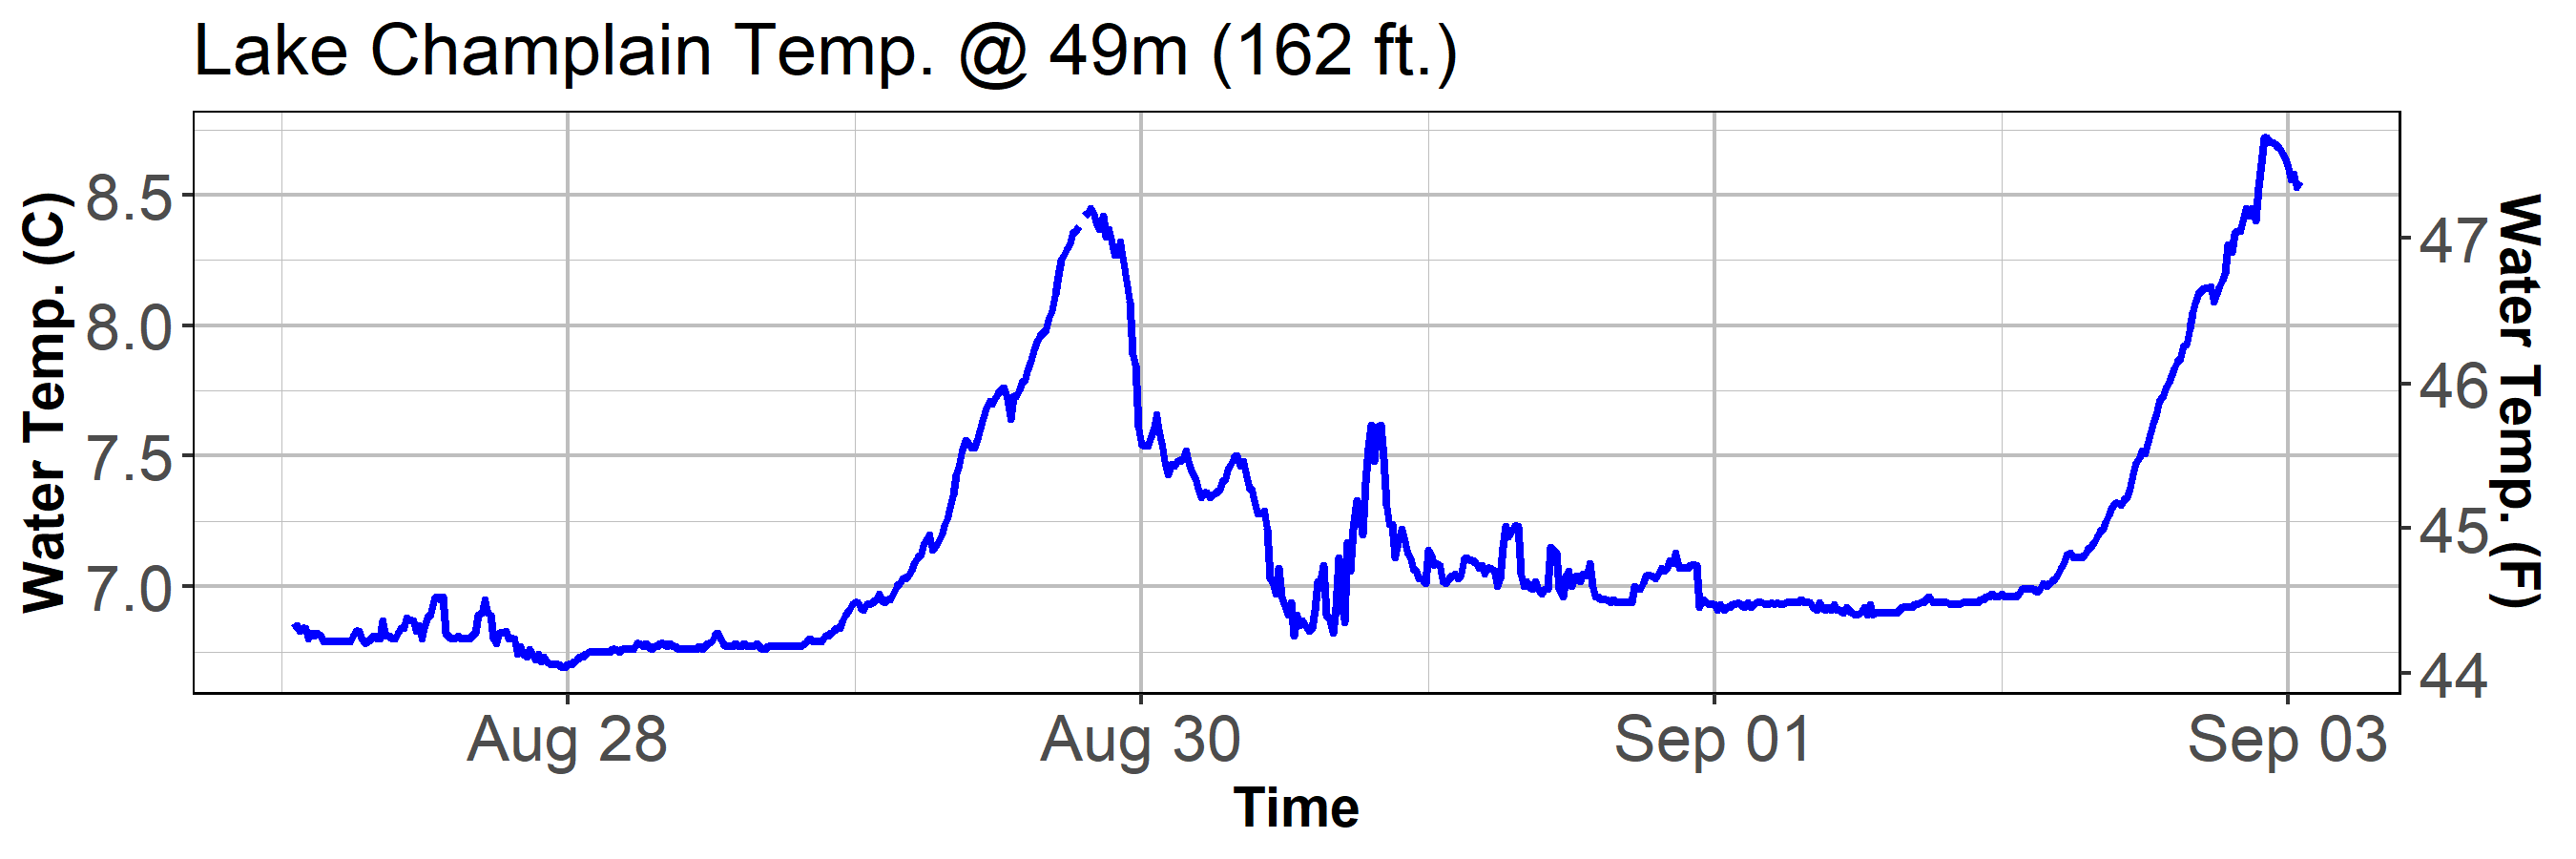 Lake Champlain Temp. @ 49m (162 ft.)
Water Temp. (C)
8.5
8.0
7.5
7.0
47
46
45
44
Water Temp. (F)
Aug 28
Aug 30
Sep 01
Sep 03
Time